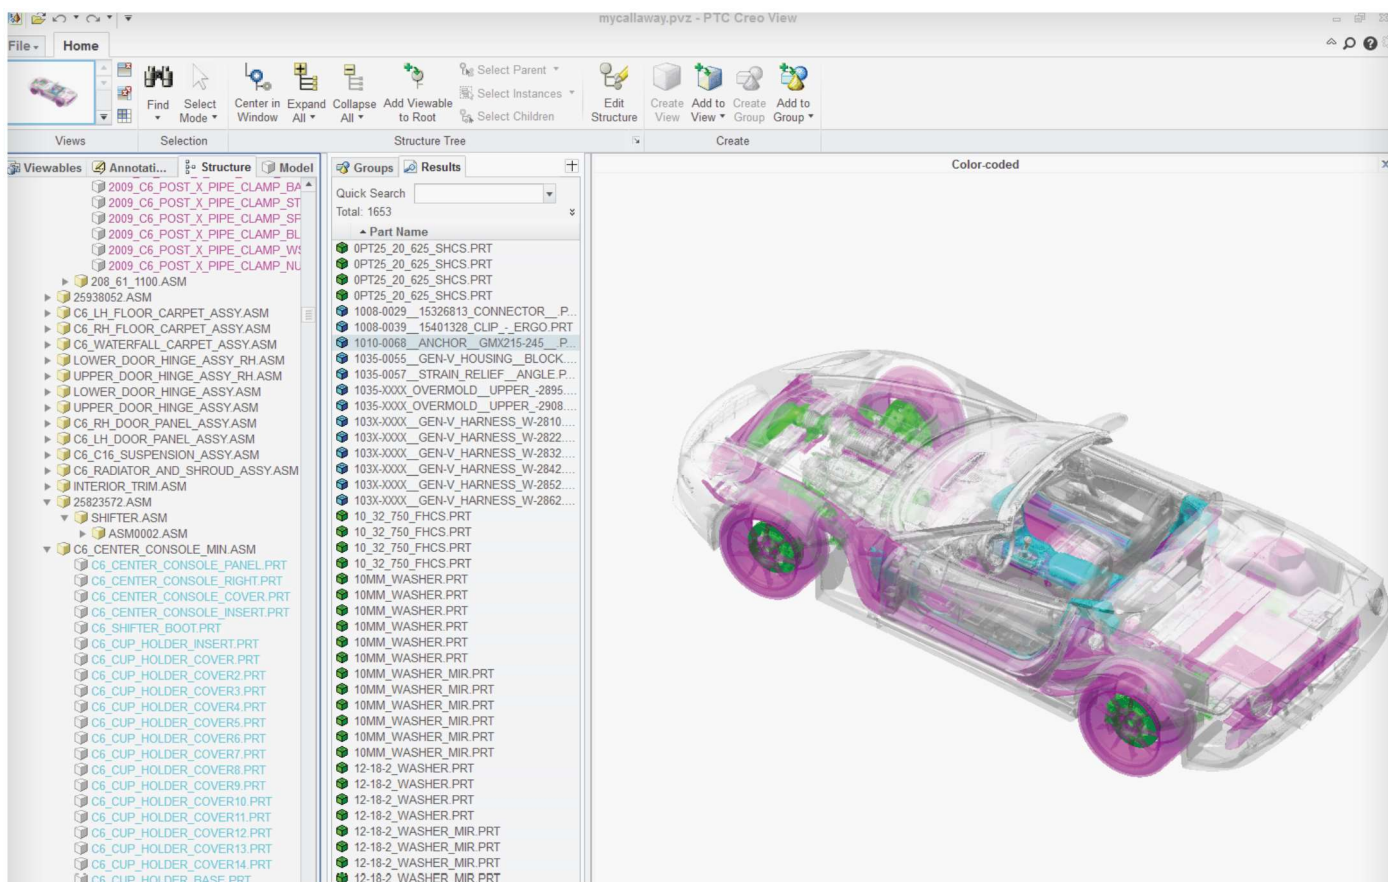 mycallaway.pvz - PTC Creo View
File
Home
Find
Select Mode
Center in Window
Expand All
Collapse All
Add Viewable to Root
Select Parent
Select Instances
Select Children
Edit Structure
Create View
Add to View
Create Group
Add to Group
Views
Selection
Structure Tree
Create
Viewables
Annotati...
Structure
Model
2009_C6_POST_X_PIPE_CLAMP_BA
2009_C6_POST_X_PIPE_CLAMP_ST
2009_C6_POST_X_PIPE_CLAMP_SP
2009_C6_POST_X_PIPE_CLAMP_BL
2009_C6_POST_X_PIPE_CLAMP_WS
2009_C6_POST_X_PIPE_CLAMP_NU
208_61_1100.ASM
25938052.ASM
C6_LH_FLOOR_CARPET_ASSY.ASM
C6_RH_FLOOR_CARPET_ASSY.ASM
C6_WATERFALL_CARPET_ASSY.ASM
LOWER_DOOR_HINGE_ASSY_RH.ASM
UPPER_DOOR_HINGE_ASSY_RH.ASM
LOWER_DOOR_HINGE_ASSY.ASM
UPPER_DOOR_HINGE_ASSY.ASM
C6_RH_DOOR_PANEL_ASSY.ASM
C6_LH_DOOR_PANEL_ASSY.ASM
C6_C16_SUSPENSION_ASSY.ASM
C6_RADIATOR_AND_SHROUD_ASSY.ASM
INTERIOR_TRIM.ASM
25823572.ASM
SHIFTER.ASM
ASM0002.ASM
C6_CENTER_CONSOLE_MIN.ASM
C6_CENTER_CONSOLE_PANEL.PRT
C6_CENTER_CONSOLE_RIGHT.PRT
C6_CENTER_CONSOLE_COVER.PRT
C6_CENTER_CONSOLE_INSERT.PRT
C6_SHIFTER_BOOT.PRT
C6_CUP_HOLDER_INSERT.PRT
C6_CUP_HOLDER_COVER.PRT
C6_CUP_HOLDER_COVER2.PRT
C6_CUP_HOLDER_COVER3.PRT
C6_CUP_HOLDER_COVER4.PRT
C6_CUP_HOLDER_COVER5.PRT
C6_CUP_HOLDER_COVER6.PRT
C6_CUP_HOLDER_COVER7.PRT
C6_CUP_HOLDER_COVER8.PRT
C6_CUP_HOLDER_COVER9.PRT
C6_CUP_HOLDER_COVER10.PRT
C6_CUP_HOLDER_COVER11.PRT
C6_CUP_HOLDER_COVER12.PRT
C6_CUP_HOLDER_COVER13.PRT
C6_CUP_HOLDER_COVER14.PRT
C6_CUP_HOLDER_BASE.PRT
Groups
Results
Quick Search
Total: 1653
Part Name
0PT25_20_625_SHCS.PRT
0PT25_20_625_SHCS.PRT
0PT25_20_625_SHCS.PRT
0PT25_20_625_SHCS.PRT
1008-0029__15326813_CONNECTOR__.P...
1008-0039__15401328_CLIP_-_ERGO.PRT
1010-0068__ANCHOR__GMX215-245__.P...
1035-0055__GEN-V_HOUSING__BLOCK....
1035-0057__STRAIN_RELIEF__ANGLE.P...
1035-XXXX_OVERMOLD__UPPER_-2895....
1035-XXXX_OVERMOLD__UPPER_-2908....
103X-XXXX__GEN-V_HARNESS_W-2810....
103X-XXXX__GEN-V_HARNESS_W-2822....
103X-XXXX__GEN-V_HARNESS_W-2832....
103X-XXXX__GEN-V_HARNESS_W-2842....
103X-XXXX__GEN-V_HARNESS_W-2852....
103X-XXXX__GEN-V_HARNESS_W-2862....
10_32_750_FHCS.PRT
10_32_750_FHCS.PRT
10_32_750_FHCS.PRT
10_32_750_FHCS.PRT
10MM_WASHER.PRT
10MM_WASHER.PRT
10MM_WASHER.PRT
10MM_WASHER.PRT
10MM_WASHER.PRT
10MM_WASHER.PRT
10MM_WASHER_MIR.PRT
10MM_WASHER_MIR.PRT
10MM_WASHER_MIR.PRT
10MM_WASHER_MIR.PRT
10MM_WASHER_MIR.PRT
10MM_WASHER_MIR.PRT
12-18-2_WASHER.PRT
12-18-2_WASHER.PRT
12-18-2_WASHER.PRT
12-18-2_WASHER.PRT
12-18-2_WASHER_MIR.PRT
12-18-2_WASHER_MIR.PRT
12-18-2_WASHER_MIR.PRT
12-18-2_WASHER_MIR.PRT
Color-coded